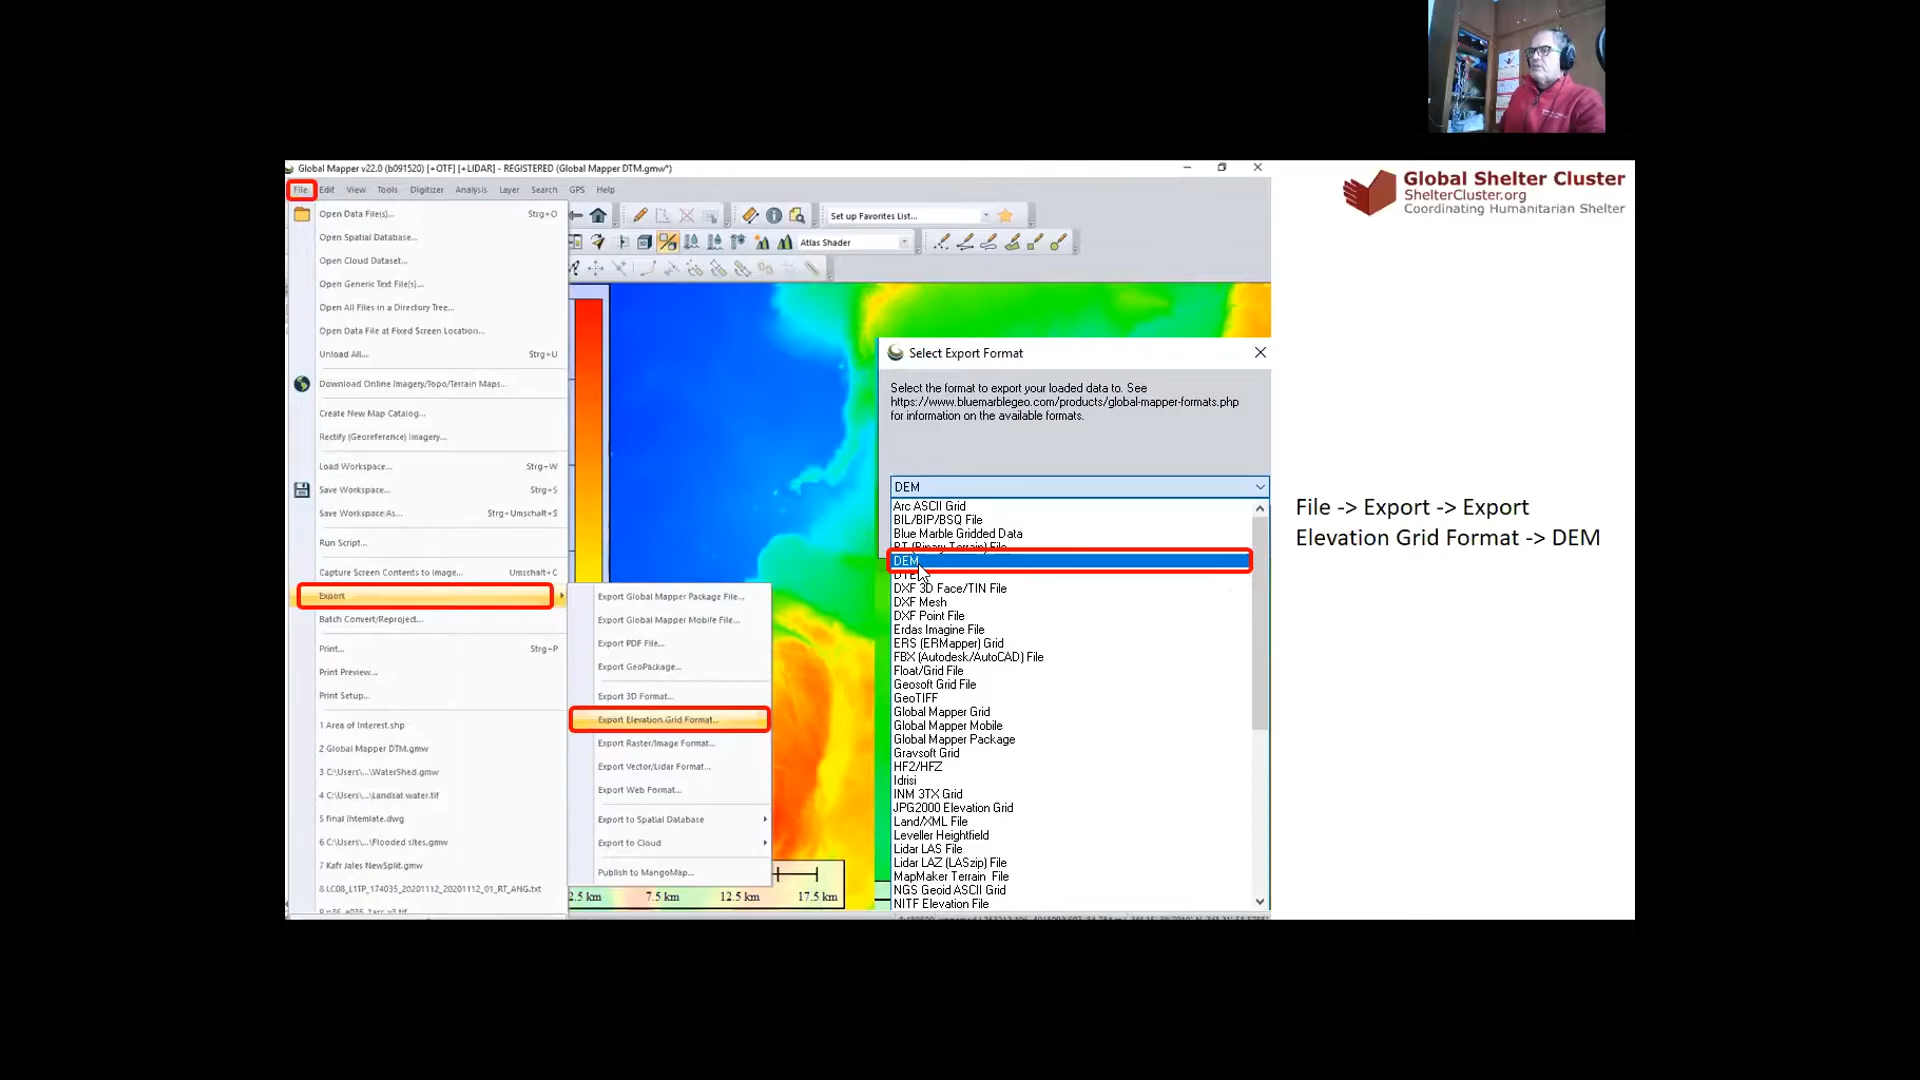 Global Mapper v22.0 (b091520) [+OTF] [+LIDAR] - REGISTERED (Global Mapper DTM.gmw*)
File Edit View Tools Digitizer Analysis Layer Search GPS Help
Open Data File(s)... Strg+O
Open Spatial Database...
Open Cloud Dataset...
Open Generic Text File(s)...
Open All Files in a Directory Tree...
Open Data File at Fixed Screen Location...
Unload All... Strg+U
Download Online Imagery/Topo/Terrain Maps...
Create New Map Catalog...
Rectify (Georeference) Imagery...
Load Workspace... Strg+W
Save Workspace... Strg+S
Save Workspace As... Strg+Umschalt+S
Run Script...
Capture Screen Contents to Image... Umschalt+C
Export
Batch Convert/Reproject...
Print... Strg+P
Print Preview...
Print Setup...
1 Area of Interest.shp
2 Global Mapper DTM.gmw
3 C:\Users\...\WaterShed.gmw
4 C:\Users\...\Landsat water.tif
5 final ihtemlate.dwg
6 C:\Users\...\Flooded sites.gmw
7 Kafr Jales NewSplit.gmw
8 LC08_L1TP_174035_20201112_20201112_01_RT_ANG.txt
Set up Favorites List...
Atlas Shader
Export Global Mapper Package File...
Export Global Mapper Mobile File...
Export PDF File...
Export GeoPackage...
Export 3D Format...
Export Elevation Grid Format...
Export Raster/Image Format...
Export Vector/Lidar Format...
Export Web Format...
Export to Spatial Database
Export to Cloud
Publish to MangoMap...
2.5 km 7.5 km 12.5 km 17.5 km
Select Export Format
Select the format to export your loaded data to. See
https://www.bluemarblegeo.com/products/global-mapper-formats.php
for information on the available formats.
DEM
Arc ASCII Grid
BIL/BIP/BSQ File
Blue Marble Gridded Data
BT (Binary Terrain) File
DEM
DTED
DXF 3D Face/TIN File
DXF Mesh
DXF Point File
Erdas Imagine File
ERS (ERMapper) Grid
FBX (Autodesk/AutoCAD) File
Float/Grid File
Geosoft Grid File
GeoTIFF
Global Mapper Grid
Global Mapper Mobile
Global Mapper Package
Gravsoft Grid
HF2/HFZ
Idrisi
INM 3TX Grid
JPG2000 Elevation Grid
Land/XML File
Leveller Heightfield
Lidar LAS File
Lidar LAZ (LASzip) File
MapMaker Terrain File
NGS Geoid ASCII Grid
NITF Elevation File
Global Shelter Cluster
ShelterCluster.org
Coordinating Humanitarian Shelter
File -> Export -> Export
Elevation Grid Format -> DEM